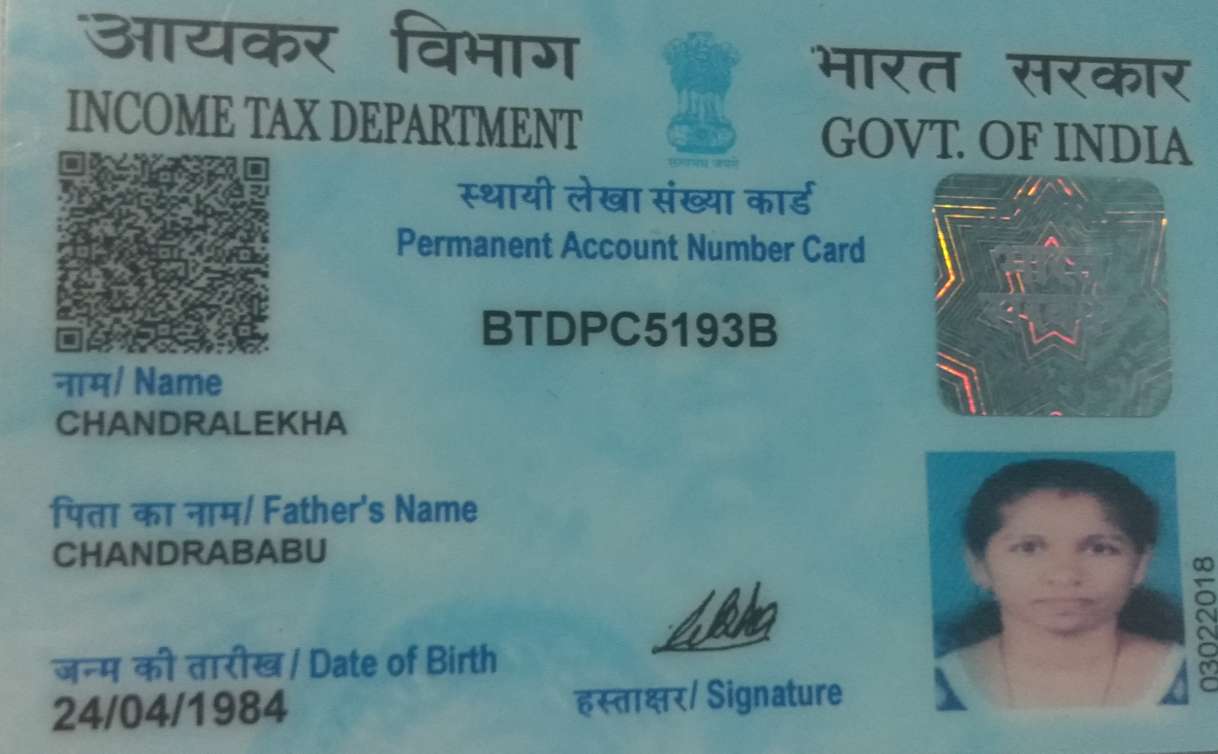 आयकर विभाग
INCOME TAX DEPARTMENT
भारत सरकार
GOVT. OF INDIA
सत्यमेव जयते
स्थायी लेखा संख्या कार्ड
Permanent Account Number Card
BTDPC5193B
नाम/ Name
CHANDRALEKHA
पिता का नाम/ Father's Name
CHANDRABABU
जन्म की तारीख / Date of Birth
24/04/1984
हस्ताक्षर/ Signature
03022018